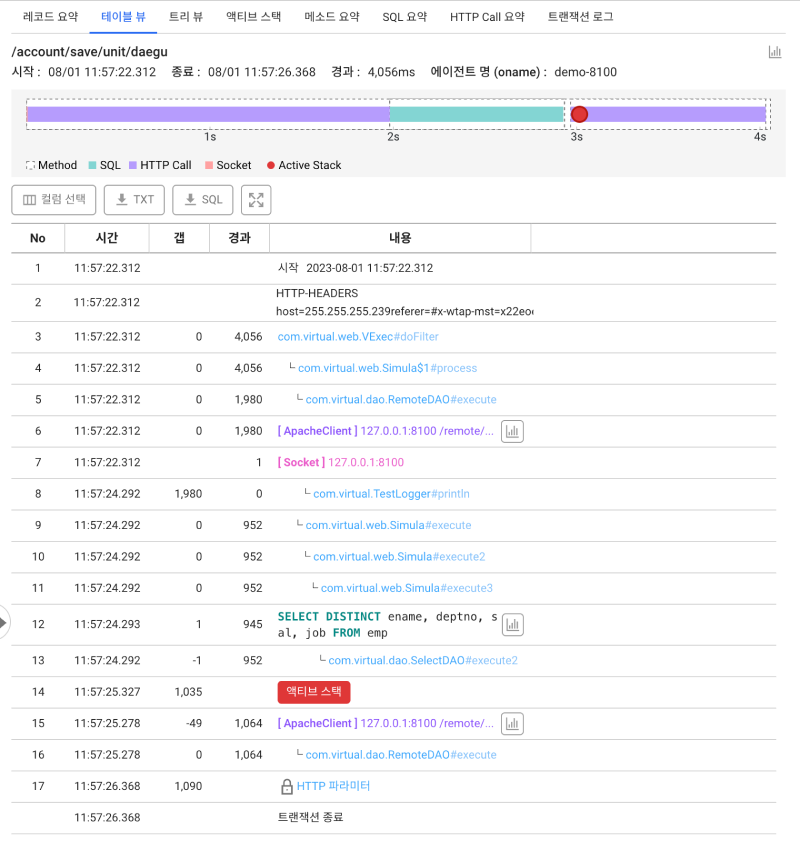 레코드 요약 테이블 뷰 트리 뷰 액티브 스택 메소드 요약 SQL 요약 HTTP Call 요약 트랜잭션 로그
/account/save/unit/daegu
시작 : 08/01 11:57:22.312 종료 : 08/01 11:57:26.368 경과 : 4,056ms 에이전트 명 (oname) : demo-8100
1s 2s 3s 4s
Method SQL HTTP Call Socket Active Stack
컬럼 선택 TXT SQL
No 시간 갭 경과 내용
1 11:57:22.312 시작 2023-08-01 11:57:22.312
2 11:57:22.312 HTTP-HEADERS
host=255.255.255.239referer=#x-wtap-mst=x22eo
3 11:57:22.312 0 4,056 com.virtual.web.VExec#doFilter
4 11:57:22.312 0 4,056 └ com.virtual.web.Simula$1#process
5 11:57:22.312 0 1,980 └ com.virtual.dao.RemoteDAO#execute
6 11:57:22.312 0 1,980 [ ApacheClient ] 127.0.0.1:8100 /remote/...
7 11:57:22.312 1 [ Socket ] 127.0.0.1:8100
8 11:57:24.292 1,980 0 └ com.virtual.TestLogger#println
9 11:57:24.292 0 952 └ com.virtual.web.Simula#execute
10 11:57:24.292 0 952 └ com.virtual.web.Simula#execute2
11 11:57:24.292 0 952 └ com.virtual.web.Simula#execute3
12 11:57:24.293 1 945 SELECT DISTINCT ename, deptno, s
al, job FROM emp
13 11:57:24.292 -1 952 └ com.virtual.dao.SelectDAO#execute2
14 11:57:25.327 1,035 액티브 스택
15 11:57:25.278 -49 1,064 [ ApacheClient ] 127.0.0.1:8100 /remote/...
16 11:57:25.278 0 1,064 └ com.virtual.dao.RemoteDAO#execute
17 11:57:26.368 1,090 HTTP 파라미터
11:57:26.368 트랜잭션 종료